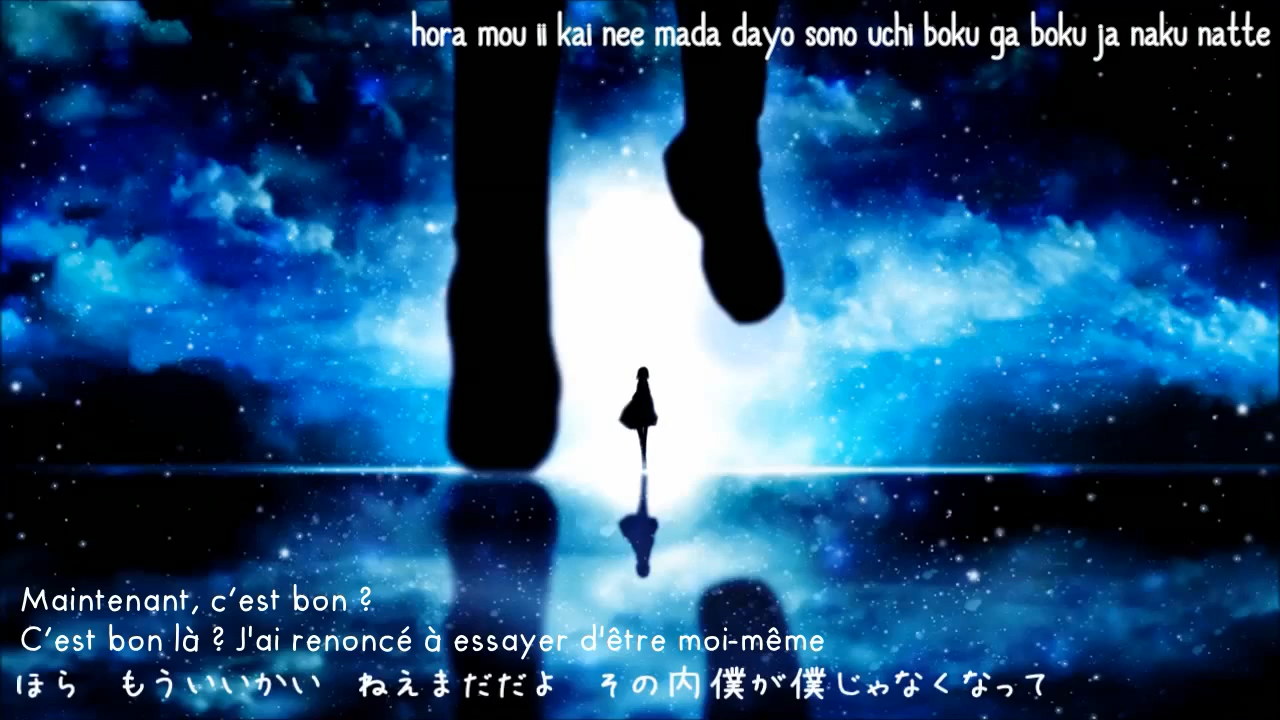 hora mou ii kai nee mada dayo sono uchi boku ga boku ja naku natte
Maintenant, c’est bon ?
C’est bon là ? J'ai renoncé à essayer d'être moi-même
ほら　もういいかい　ねえまだだよ　その内僕が僕じゃなくなって